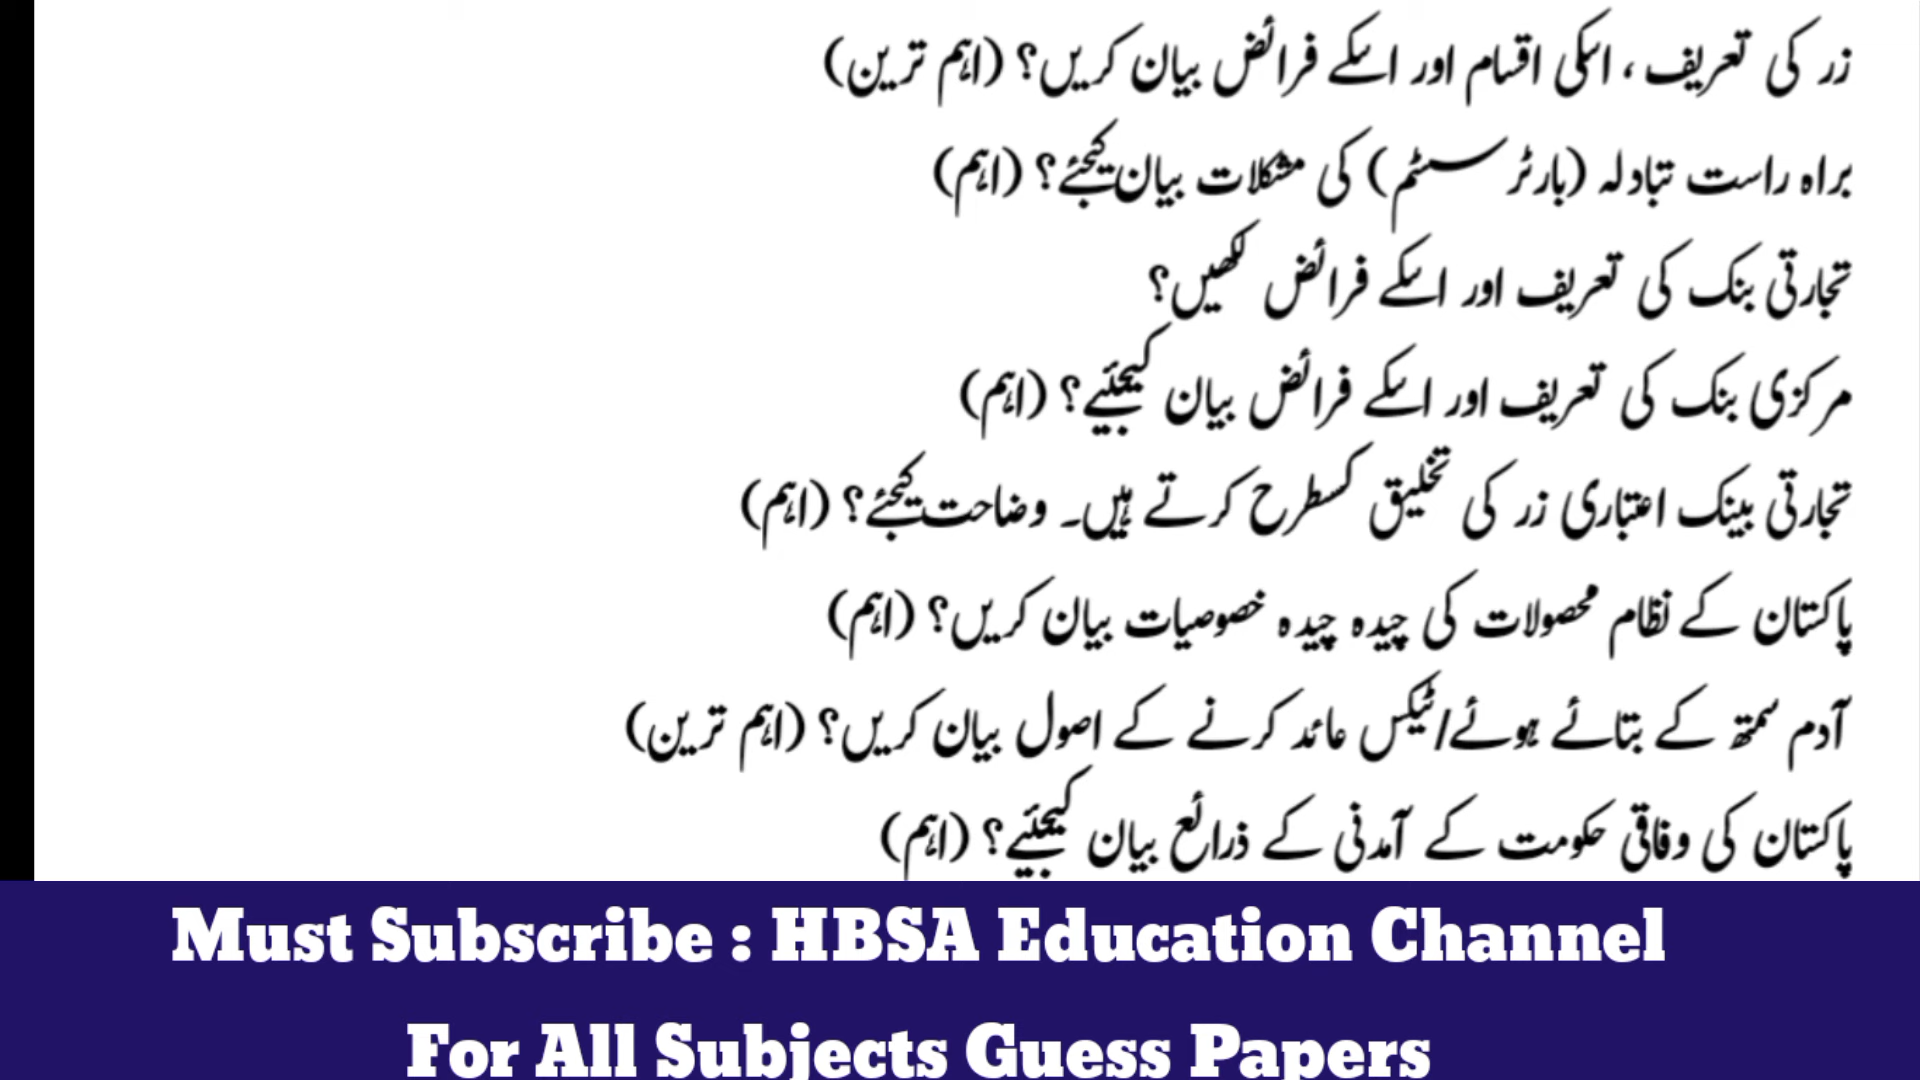 زر کی تعریف ، اسکی اقسام اور اسکے فرائض بیان کریں؟ (اہم ترین)
براہ راست تبادلہ (بارٹر سسٹم) کی مشکلات بیان کیجئے؟ (اہم)
تجارتی بنک کی تعریف اور اسکے فرائض لکھیں؟
مرکزی بنک کی تعریف اور اسکے فرائض بیان کیجئیے؟ (اہم)
تجارتی بینک اعتباری زر کی تخلیق کسطرح کرتے ہیں۔ وضاحت کیجئے؟ (اہم)
پاکستان کے نظام محصولات کی چیدہ چیدہ خصوصیات بیان کریں؟ (اہم)
آدم سمتھ کے بتائے ہوئے/ٹیکس عائد کرنے کے اصول بیان کریں؟ (اہم ترین)
پاکستان کی وفاقی حکومت کے آمدنی کے ذرائع بیان کیجئیے؟ (اہم)
Must Subscribe : HBSA Education Channel
For All Subjects Guess Papers